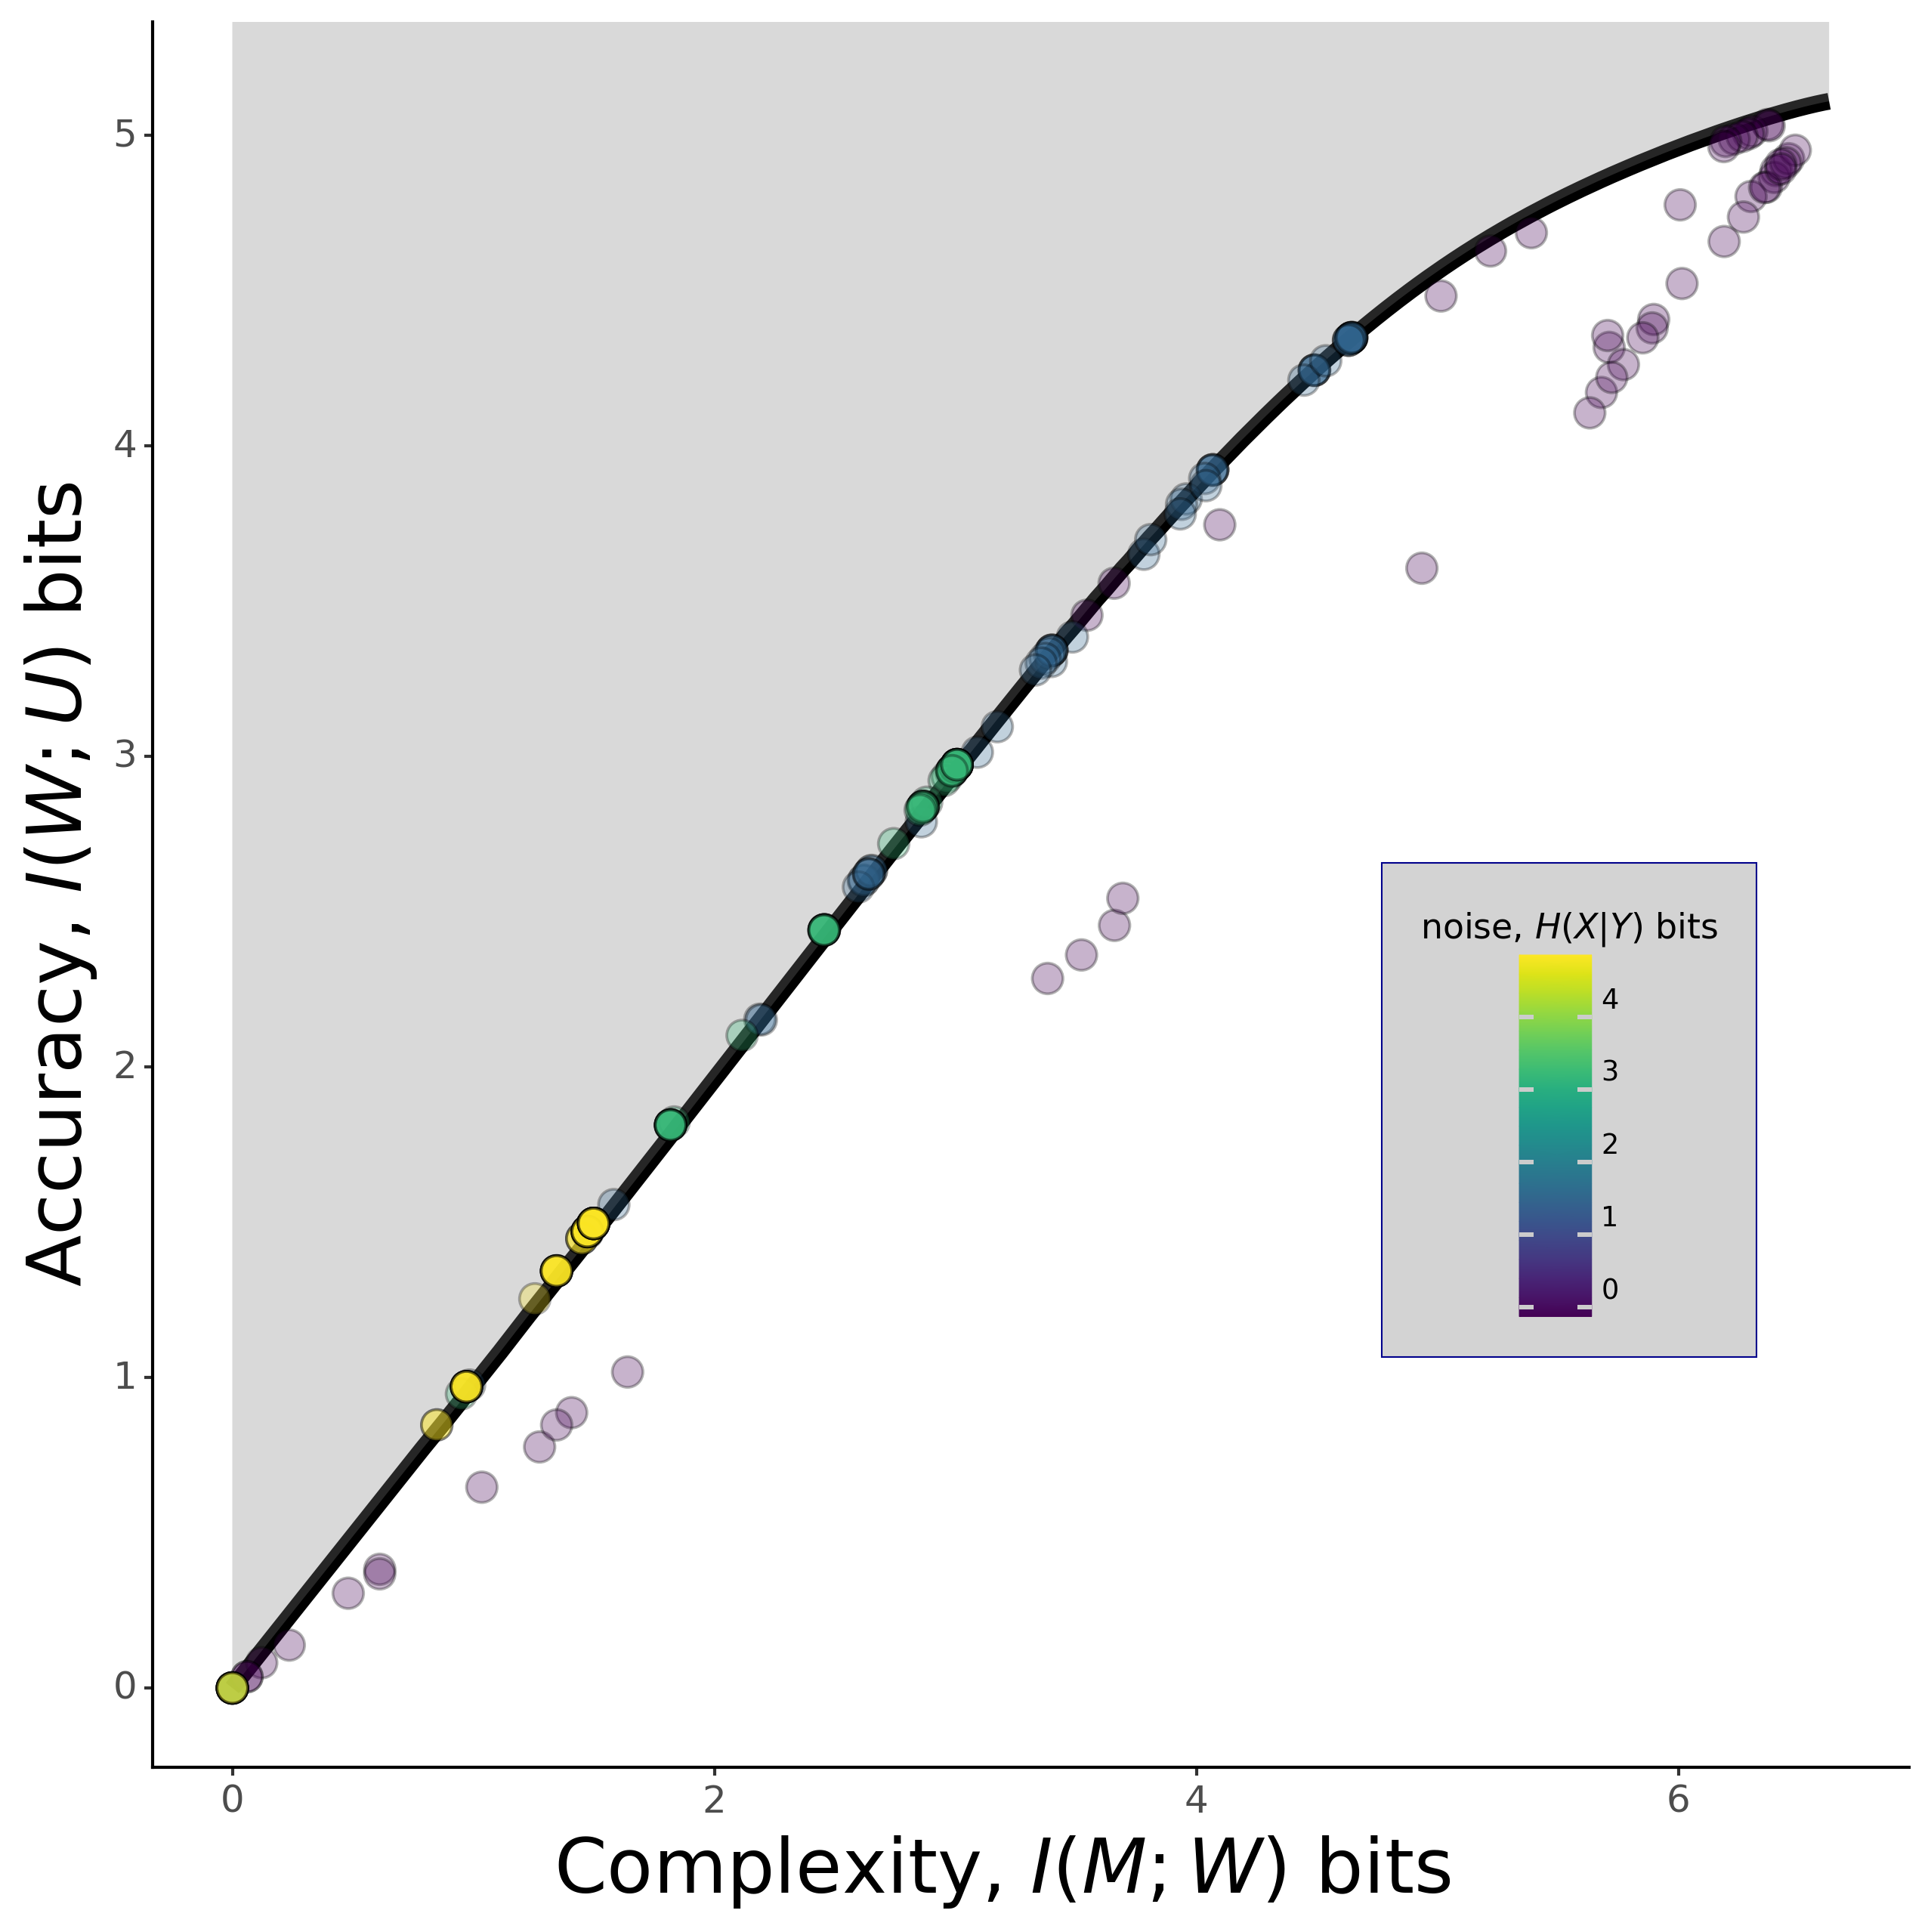 Accuracy, I(W; U) bits
5
4
3
2
1
0
0 2 4 6
Complexity, I(M; W) bits
noise, H(X|Y) bits
4
3
2
1
0